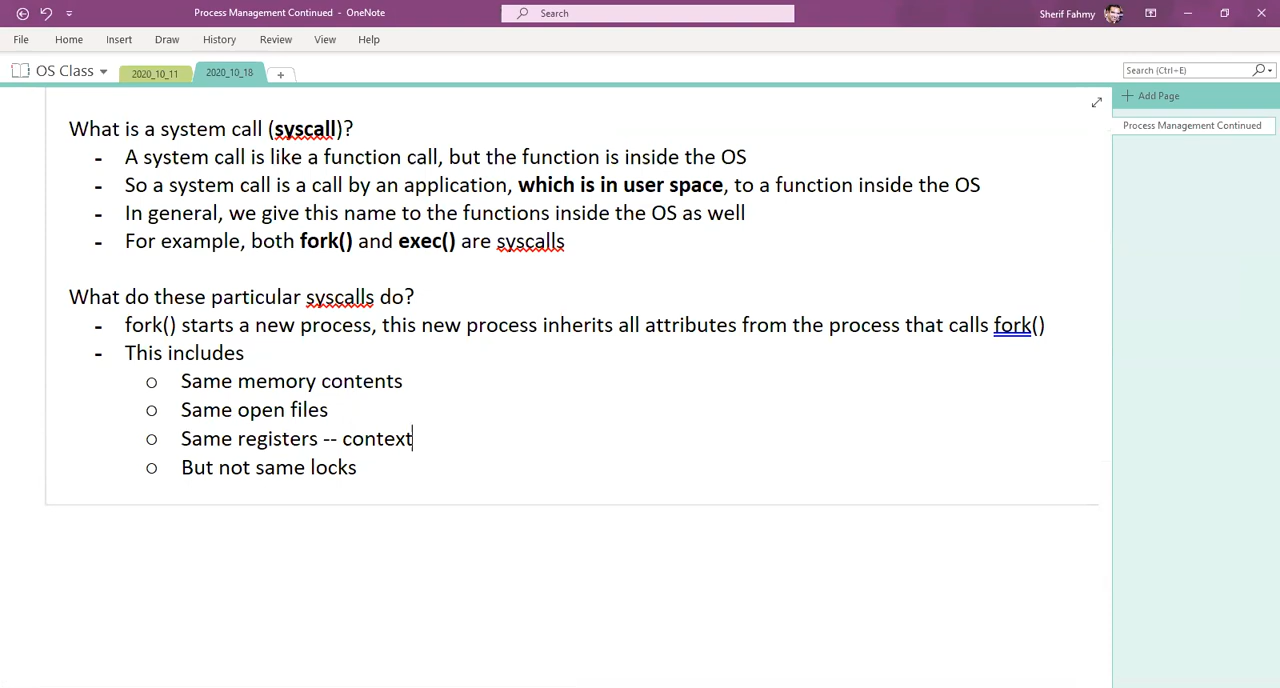 Process Management Continued - OneNote
Search
Sherif Fahmy
File Home Insert Draw History Review View Help
OS Class
2020_10_11
2020_10_18
+
Search (Ctrl+E)
+ Add Page
Process Management Continued
What is a system call (syscall)?
- A system call is like a function call, but the function is inside the OS
- So a system call is a call by an application, which is in user space, to a function inside the OS
- In general, we give this name to the functions inside the OS as well
- For example, both fork() and exec() are syscalls
What do these particular syscalls do?
- fork() starts a new process, this new process inherits all attributes from the process that calls fork()
- This includes
o Same memory contents
o Same open files
o Same registers -- context
o But not same locks